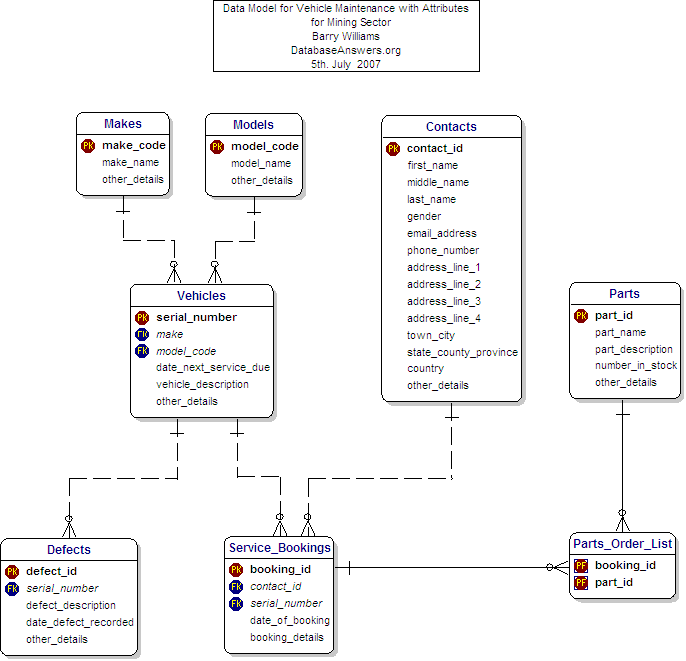 Data Model for Vehicle Maintenance with Attributes
for Mining Sector
Barry Williams
DatabaseAnswers.org
5th. July 2007
Makes
PK make_code
make_name
other_details
Models
PK model_code
model_name
other_details
Contacts
PK contact_id
first_name
middle_name
last_name
gender
email_address
phone_number
address_line_1
address_line_2
address_line_3
address_line_4
town_city
state_county_province
country
other_details
Vehicles
PK serial_number
FK make
FK model_code
date_next_service_due
vehicle_description
other_details
Parts
PK part_id
part_name
part_description
number_in_stock
other_details
Defects
PK defect_id
FK serial_number
defect_description
date_defect_recorded
other_details
Service_Bookings
PK booking_id
FK contact_id
FK serial_number
date_of_booking
booking_details
Parts_Order_List
PF booking_id
PF part_id